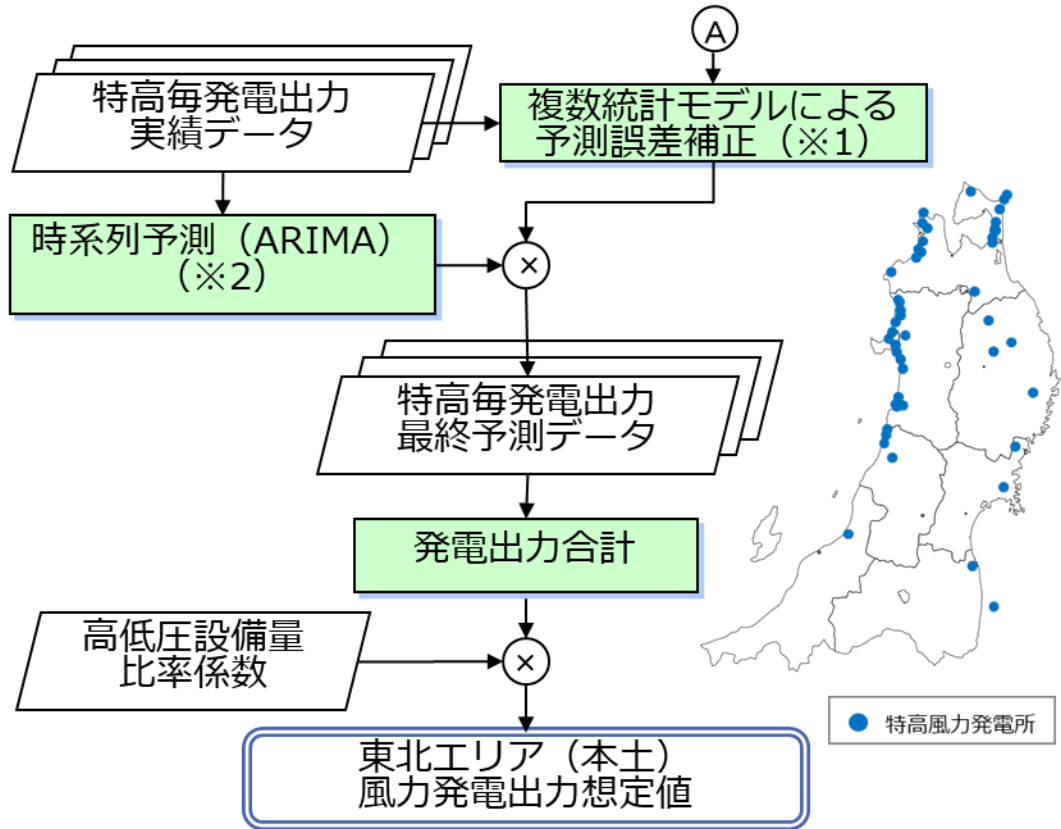 A
特高毎発電出力
実績データ
複数統計モデルによる
予測誤差補正（※1）
時系列予測（ARIMA）
（※2）
×
特高毎発電出力
最終予測データ
発電出力合計
高低圧設備量
比率係数
×
特高風力発電所
東北エリア（本土）
風力発電出力想定値